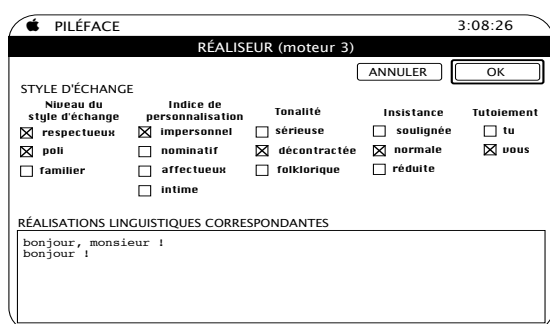 PILÉFACE 3:08:26
RÉALISEUR (moteur 3)
ANNULER OK
STYLE D'ÉCHANGE
Niveau du style d'échange
respectueux
poli
familier
Indice de personnalisation
impersonnel
nominatif
affectueux
intime
Tonalité
sérieuse
décontractée
folklorique
Insistance
soulignée
normale
réduite
Tutoiement
tu
vous
RÉALISATIONS LINGUISTIQUES CORRESPONDANTES
bonjour, monsieur !
bonjour !